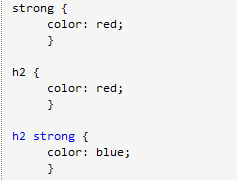 strong {
color: red;
}
h2 {
color: red;
}
h2 strong {
color: blue;
}